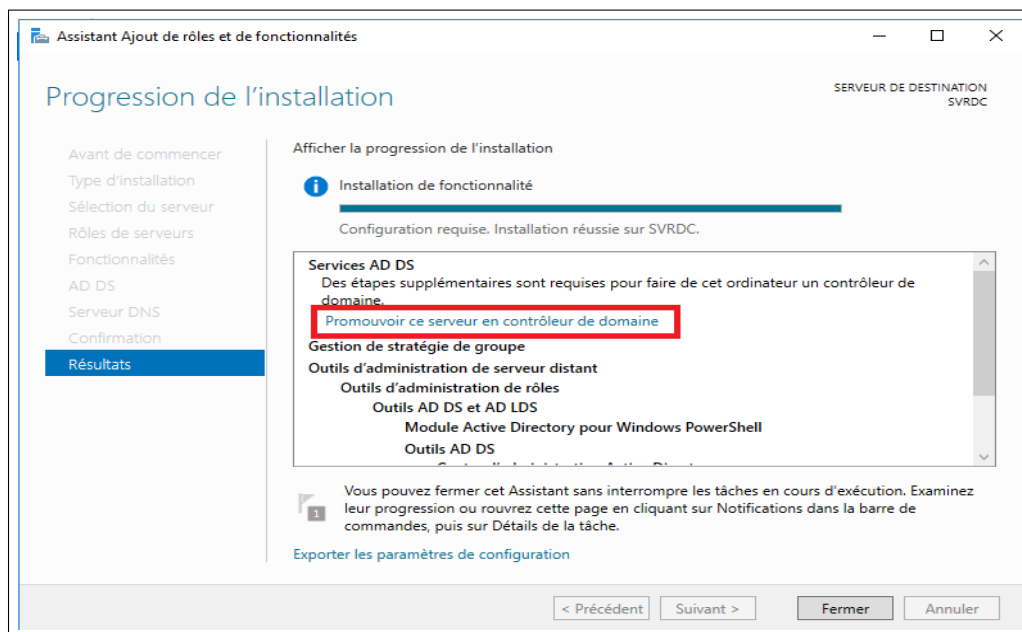 Assistant Ajout de rôles et de fonctionnalités
Progression de l'installation
SERVEUR DE DESTINATION
SVRDC
Avant de commencer
Type d'installation
Sélection du serveur
Rôles de serveurs
Fonctionnalités
AD DS
Serveur DNS
Confirmation
Résultats
Afficher la progression de l'installation
Installation de fonctionnalité
Configuration requise. Installation réussie sur SVRDC.
Services AD DS
Des étapes supplémentaires sont requises pour faire de cet ordinateur un contrôleur de
domaine.
Promouvoir ce serveur en contrôleur de domaine
Gestion de stratégie de groupe
Outils d'administration de serveur distant
Outils d'administration de rôles
Outils AD DS et AD LDS
Module Active Directory pour Windows PowerShell
Outils AD DS
1
Vous pouvez fermer cet Assistant sans interrompre les tâches en cours d'exécution. Examinez
leur progression ou rouvrez cette page en cliquant sur Notifications dans la barre de
commandes, puis sur Détails de la tâche.
Exporter les paramètres de configuration
< Précédent
Suivant >
Fermer
Annuler